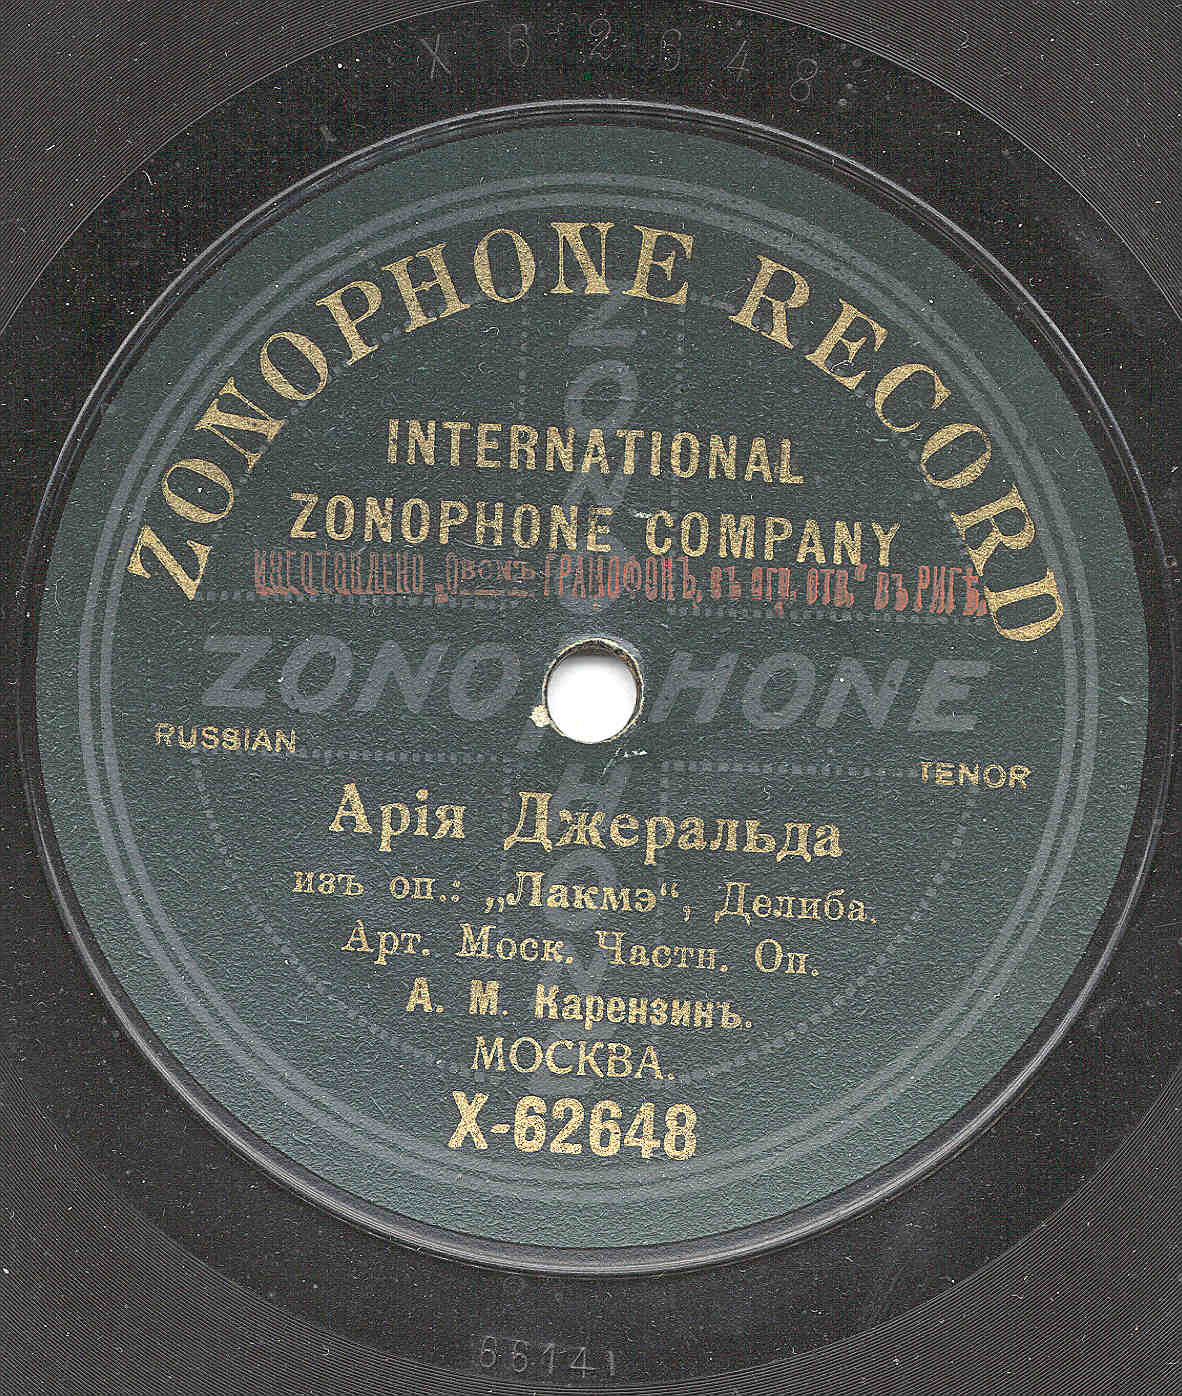 X 62648
ZONOPHONE RECORD
INTERNATIONAL
ZONOPHONE COMPANY
ИЗГОТОВЛЕНО „ОВОМЪ ГРАМОФОНЪ, въ огр. отв.“ въ РИГѢ.
ZONOPHONE
ZONOPHONE
RUSSIAN
TENOR
Арія Джеральда
изъ оп.: „Лакмэ“, Делиба.
Арт. Моск. Частн. Оп.
А. М. Карензинъ.
МОСКВА.
X-62648
66141